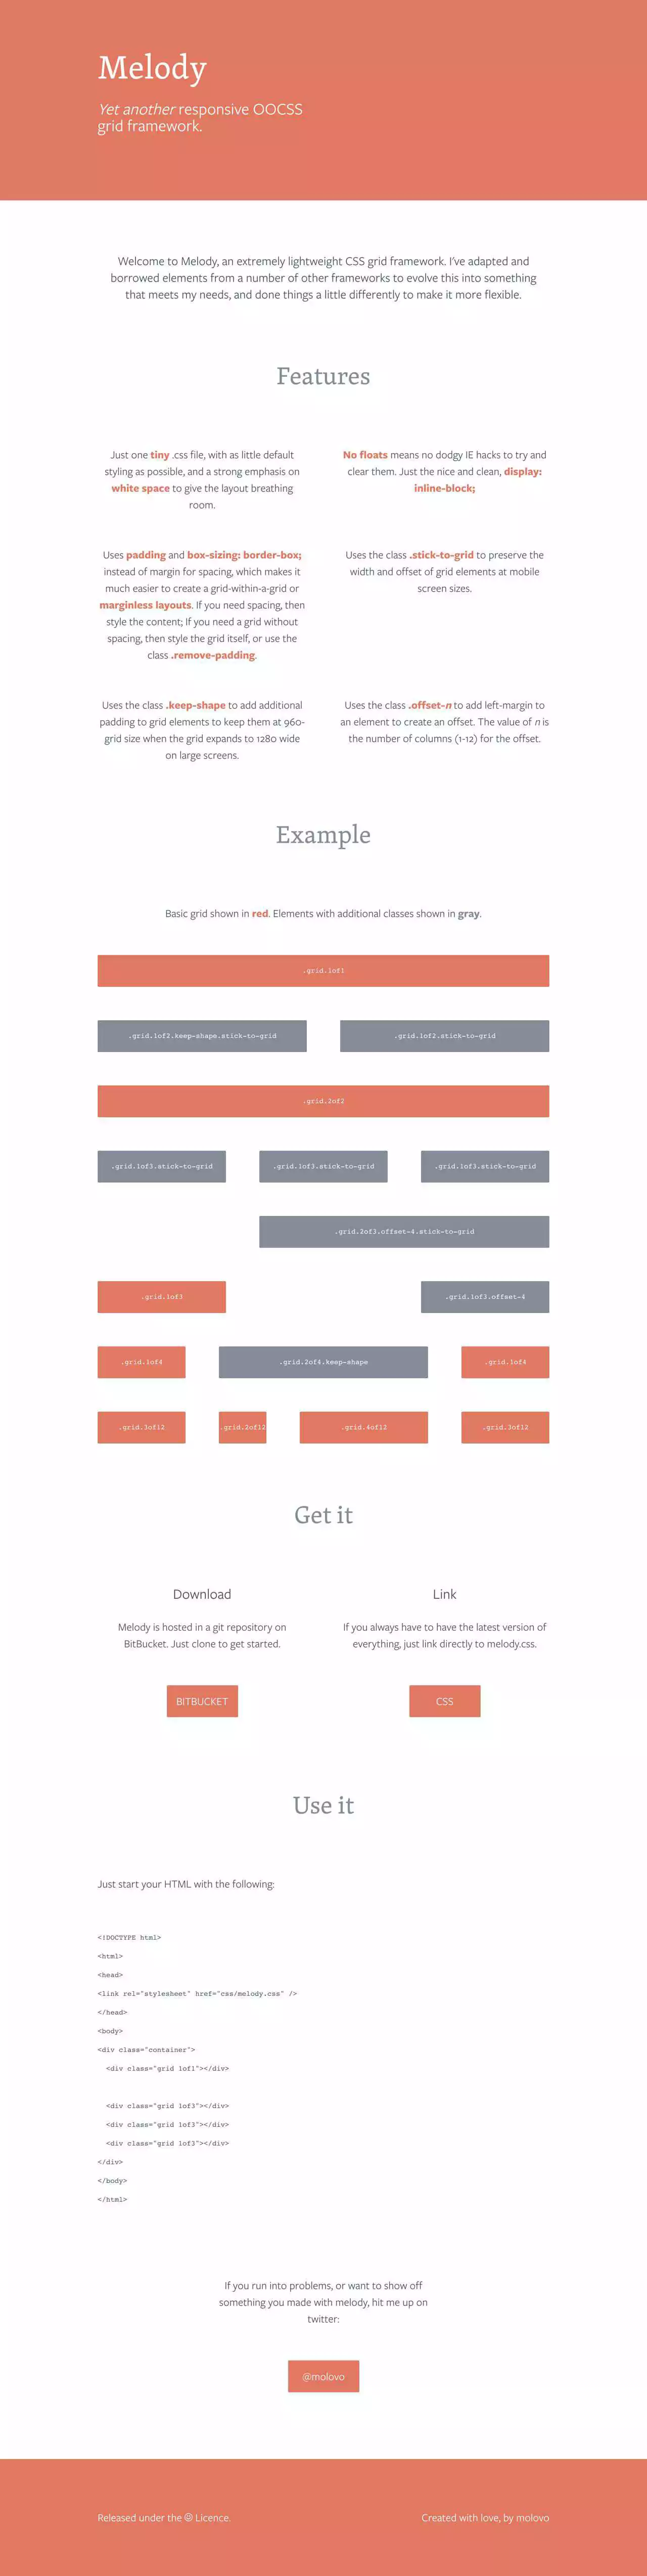 Melody
Yet another responsive OOCSS
grid framework.
Welcome to Melody, an extremely lightweight CSS grid framework. I've adapted and
borrowed elements from a number of other frameworks to evolve this into something
that meets my needs, and done things a little differently to make it more flexible.
Features
Just one tiny .css file, with as little default
styling as possible, and a strong emphasis on
white space to give the layout breathing
room.
No floats means no dodgy IE hacks to try and
clear them. Just the nice and clean, display:
inline-block;
Uses padding and box-sizing: border-box;
instead of margin for spacing, which makes it
much easier to create a grid-within-a-grid or
marginless layouts. If you need spacing, then
style the content; If you need a grid without
spacing, then style the grid itself, or use the
class .remove-padding.
Uses the class .stick-to-grid to preserve the
width and offset of grid elements at mobile
screen sizes.
Uses the class .keep-shape to add additional
padding to grid elements to keep them at 960-
grid size when the grid expands to 1280 wide
on large screens.
Uses the class .offset-n to add left-margin to
an element to create an offset. The value of n is
the number of columns (1-12) for the offset.
Example
Basic grid shown in red. Elements with additional classes shown in gray.
.grid.1of1
.grid.1of2.keep-shape.stick-to-grid
.grid.1of2.stick-to-grid
.grid.2of2
.grid.1of3.stick-to-grid
.grid.1of3.stick-to-grid
.grid.1of3.stick-to-grid
.grid.2of3.offset-4.stick-to-grid
.grid.1of3
.grid.1of3.offset-4
.grid.1of4
.grid.2of4.keep-shape
.grid.1of4
.grid.3of12
.grid.2of12
.grid.4of12
.grid.3of12
Get it
Download
Melody is hosted in a git repository on
BitBucket. Just clone to get started.
BITBUCKET
Link
If you always have to have the latest version of
everything, just link directly to melody.css.
CSS
Use it
Just start your HTML with the following:
<!DOCTYPE html>
<html>
<head>
<link rel="stylesheet" href="css/melody.css" />
</head>
<body>
<div class="container">
<div class="grid 1of1"></div>
<div class="grid 1of3"></div>
<div class="grid 1of3"></div>
<div class="grid 1of3"></div>
</div>
</body>
</html>
If you run into problems, or want to show off
something you made with melody, hit me up on
twitter:
@molovo
Released under the 🄯 Licence.
Created with love, by molovo